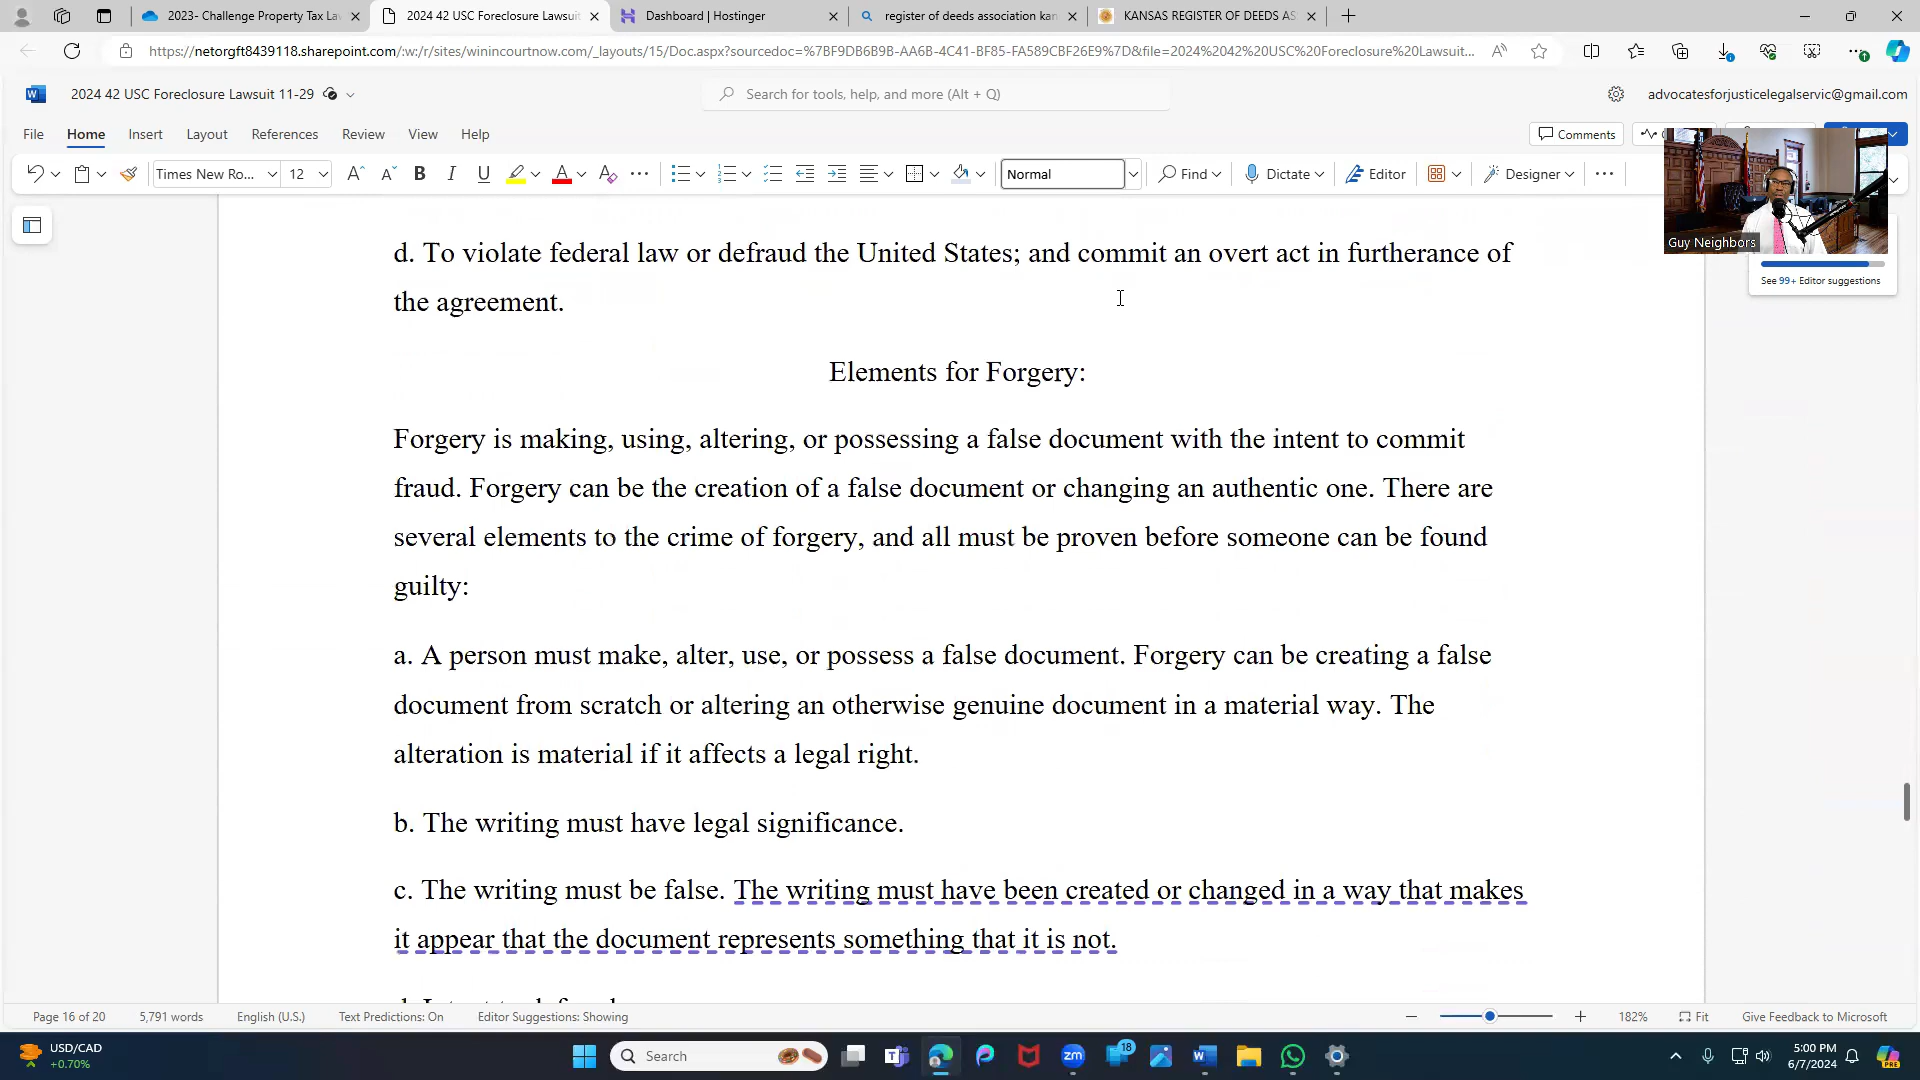 2023- Challenge Property Tax La
2024 42 USC Foreclosure Lawsuit
Dashboard | Hostinger
register of deeds association kan
KANSAS REGISTER OF DEEDS AS
https://netorgft8439118.sharepoint.com/:w:/r/sites/winincourtnow.com/_layouts/15/Doc.aspx?sourcedoc=%7BF9DB6B9B-AA6B-4C41-BF85-FA589CBF26E9%7D&file=2024%2042%20USC%20Foreclosure%20Lawsuit...
2024 42 USC Foreclosure Lawsuit 11-29
Search for tools, help, and more (Alt + Q)
advocatesforjusticelegalservic@gmail.com
File Home Insert Layout References Review View Help
Comments
Times New Ro... 12
Normal
Find
Dictate
Editor
Designer
Guy Neighbors
See 99+ Editor suggestions
d. To violate federal law or defraud the United States; and commit an overt act in furtherance of
the agreement.
Elements for Forgery:
Forgery is making, using, altering, or possessing a false document with the intent to commit
fraud. Forgery can be the creation of a false document or changing an authentic one. There are
several elements to the crime of forgery, and all must be proven before someone can be found
guilty:
a. A person must make, alter, use, or possess a false document. Forgery can be creating a false
document from scratch or altering an otherwise genuine document in a material way. The
alteration is material if it affects a legal right.
b. The writing must have legal significance.
c. The writing must be false. The writing must have been created or changed in a way that makes
it appear that the document represents something that it is not.
Page 16 of 20
5,791 words
English (U.S.)
Text Predictions: On
Editor Suggestions: Showing
182%
Fit
Give Feedback to Microsoft
USD/CAD
+0.70%
Search
18
5:00 PM
6/7/2024